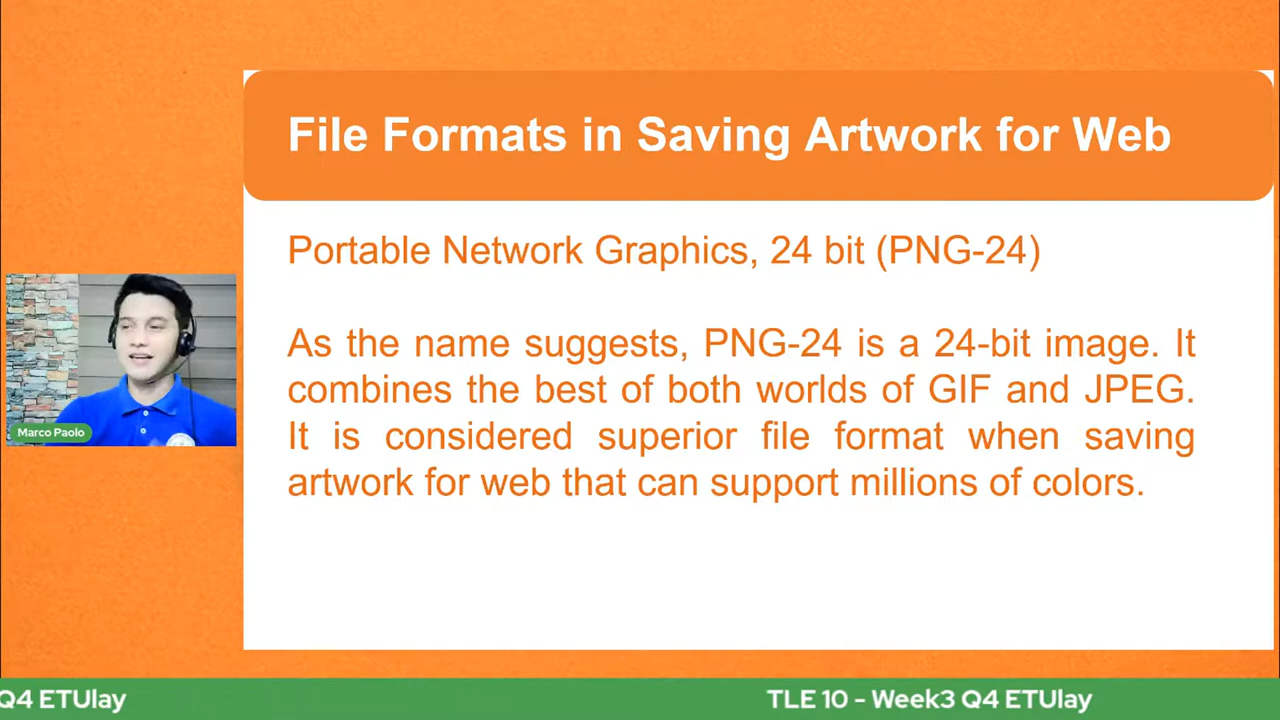 File Formats in Saving Artwork for Web
Portable Network Graphics, 24 bit (PNG-24)
As the name suggests, PNG-24 is a 24-bit image. It
combines the best of both worlds of GIF and JPEG.
It is considered superior file format when saving
artwork for web that can support millions of colors.
Marco Paolo
Q4 ETUlay
TLE 10 - Week3 Q4 ETUlay